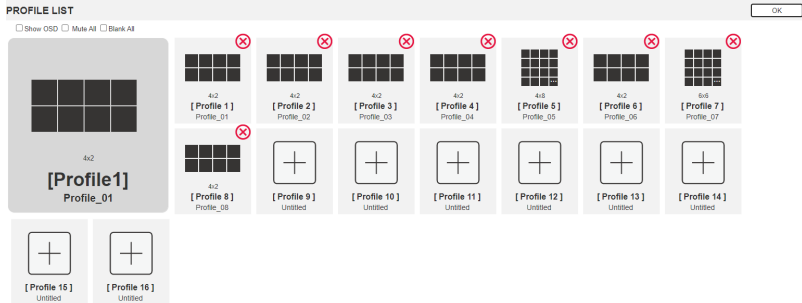 PROFILE LIST
OK
Show OSD Mute All Blank All
4x2
[Profile1]
Profile_01
4x2
[ Profile 1 ]
Profile_01
4x2
[ Profile 2 ]
Profile_02
4x2
[ Profile 3 ]
Profile_03
4x2
[ Profile 4 ]
Profile_04
4x8
[ Profile 5 ]
Profile_05
4x2
[ Profile 6 ]
Profile_06
6x6
[ Profile 7 ]
Profile_07
4x2
[ Profile 8 ]
Profile_08
[ Profile 9 ]
Untitled
[ Profile 10 ]
Untitled
[ Profile 11 ]
Untitled
[ Profile 12 ]
Untitled
[ Profile 13 ]
Untitled
[ Profile 14 ]
Untitled
[ Profile 15 ]
Untitled
[ Profile 16 ]
Untitled